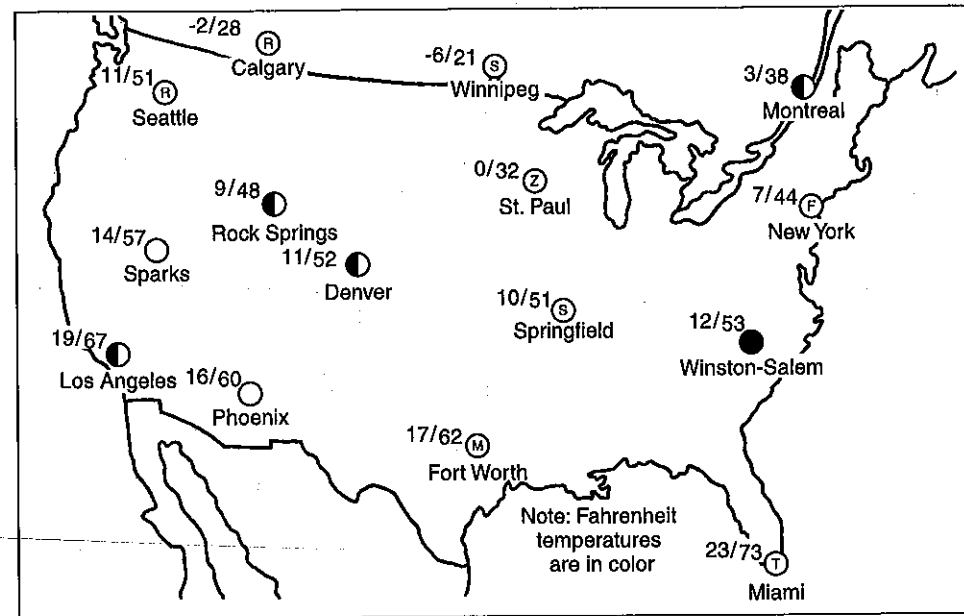 -2/28
R
Calgary
-6/21
S
Winnipeg
3/38
Montreal
11/51
R
Seattle
0/32
Z
St. Paul
9/48
Rock Springs
7/44
F
New York
14/57
Sparks
11/52
Denver
10/51
S
Springfield
12/53
Winston-Salem
19/67
Los Angeles
16/60
Phoenix
17/62
M
Fort Worth
Note: Fahrenheit
temperatures
are in color
23/73
T
Miami